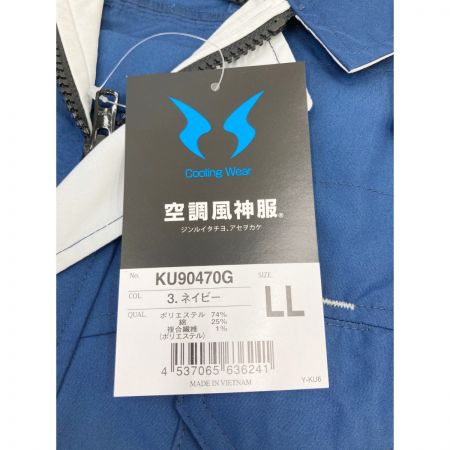 Cooling Wear
空調風神服®
ジンルイタチヨ、アセヲカケ
No. KU90470G
COL. 3.ネイビー
SIZE LL
QUAL. ポリエステル 74%
綿 25%
複合繊維 1%
(ポリエステル)
4 537065 636241
MADE IN VIETNAM
Y-KU6